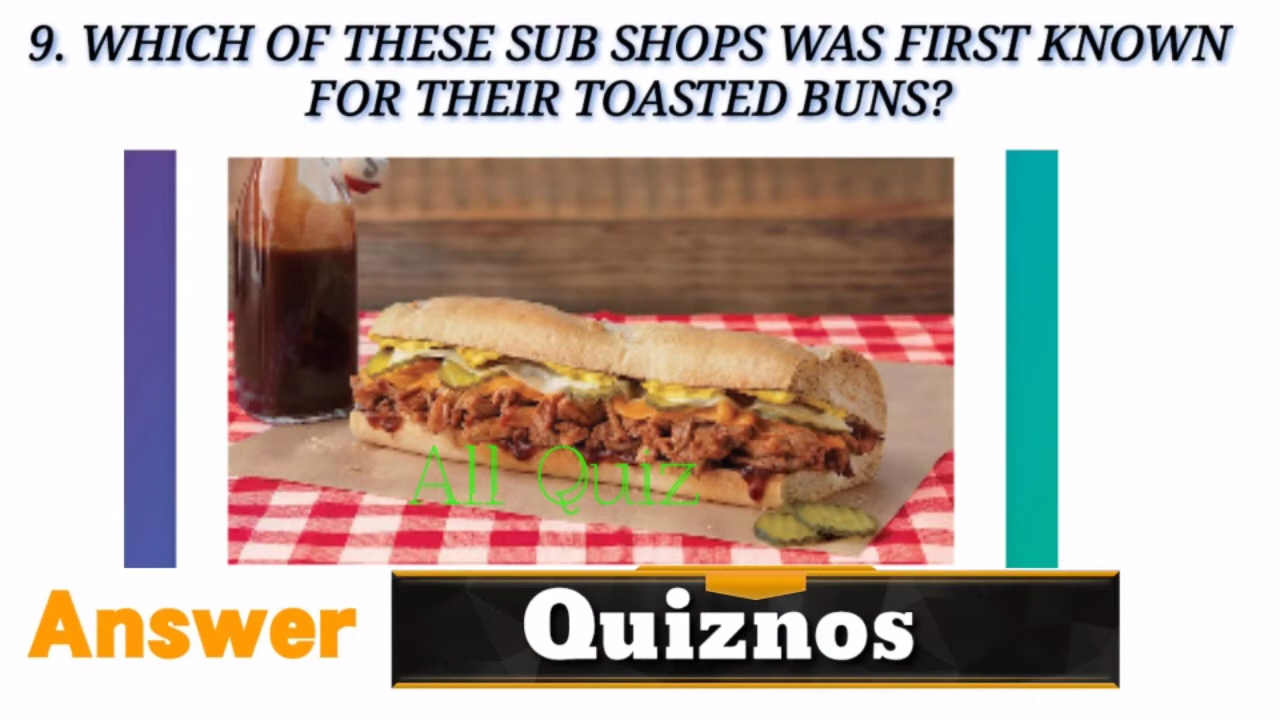 9. WHICH OF THESE SUB SHOPS WAS FIRST KNOWN
FOR THEIR TOASTED BUNS?
All Quiz
Answer
Quiznos